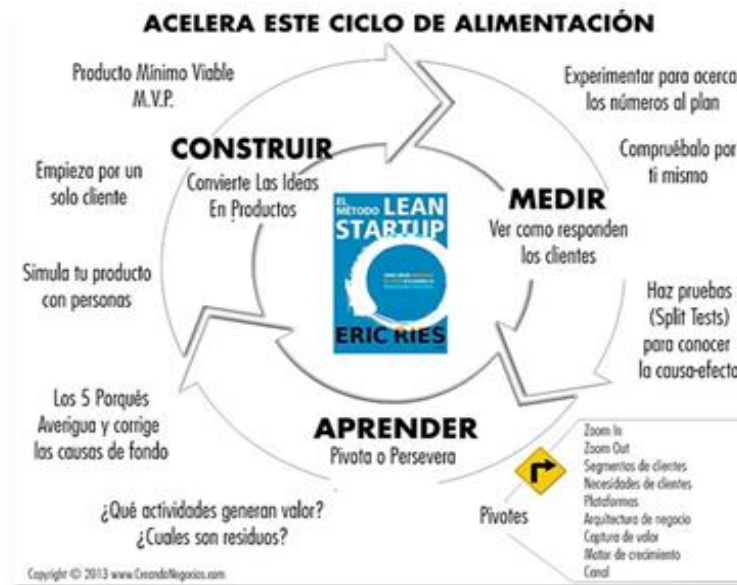 ACELERA ESTE CICLO DE ALIMENTACIÓN
Producto Mínimo Viable
M.V.P.
Empieza por un
solo cliente
Simula tu producto
con personas
CONSTRUIR
Convierte Las Ideas
En Productos
Experimentar para acerca
los números al plan
Compruébalo por
ti mismo
MEDIR
Ver como responden
los clientes
Haz pruebas
(Split Tests)
para conocer
la causa-efecto
EL
MÉTODO LEAN
STARTUP
ERIC RIES
APRENDER
Pivota o Persevera
Los 5 Porqués
Averigua y corrige
las causas de fondo
¿Qué actividades generan valor?
¿Cuales son residuos?
Pivotes
Zoom In
Zoom Out
Segmentos de clientes
Necesidades de clientes
Plataformas
Arquitectura de negocio
Captura de valor
Motor de crecimiento
Canal
Copyright © 2013 www.CreandoNegocios.com